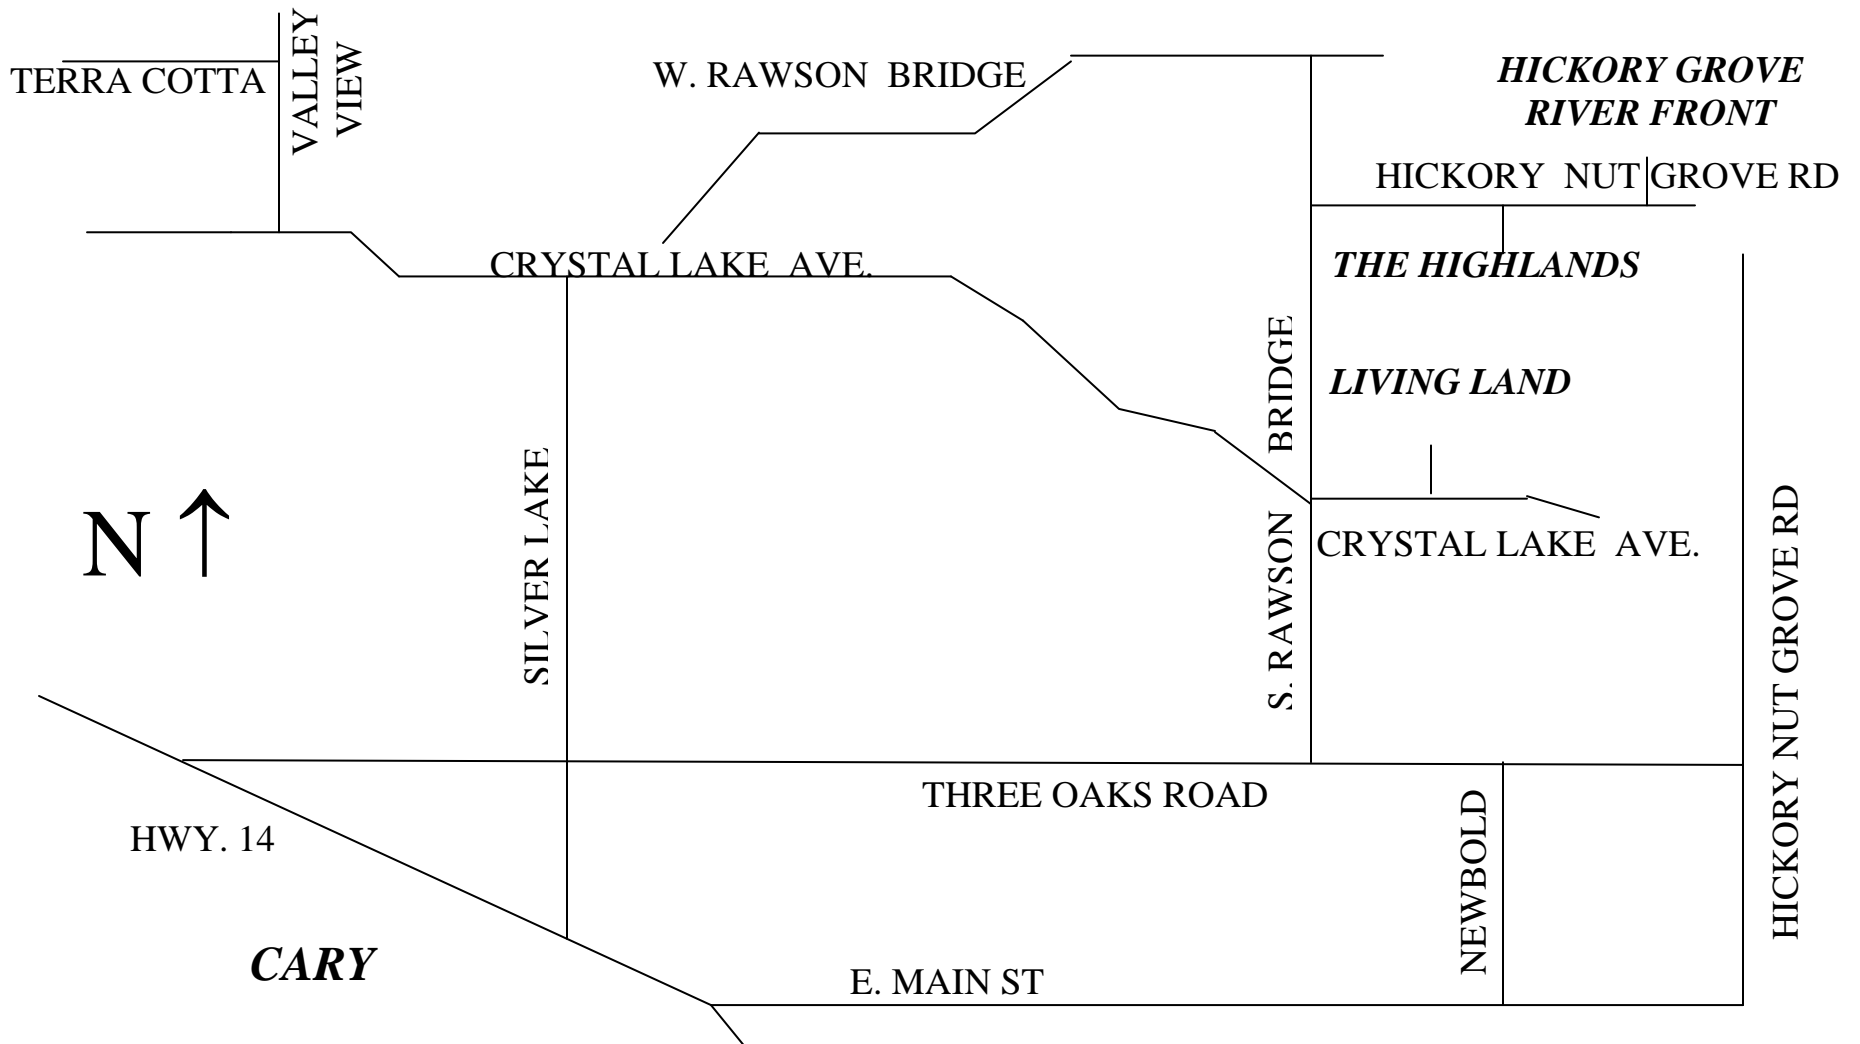 TERRA COTTA
VALLEY
VIEW
W. RAWSON BRIDGE
HICKORY GROVE
RIVER FRONT
HICKORY NUT GROVE RD
CRYSTAL LAKE AVE.
THE HIGHLANDS
LIVING LAND
S. RAWSON BRIDGE
SILVER LAKE
N ↑
CRYSTAL LAKE AVE.
HICKORY NUT GROVE RD
THREE OAKS ROAD
HWY. 14
NEWBOLD
CARY
E. MAIN ST